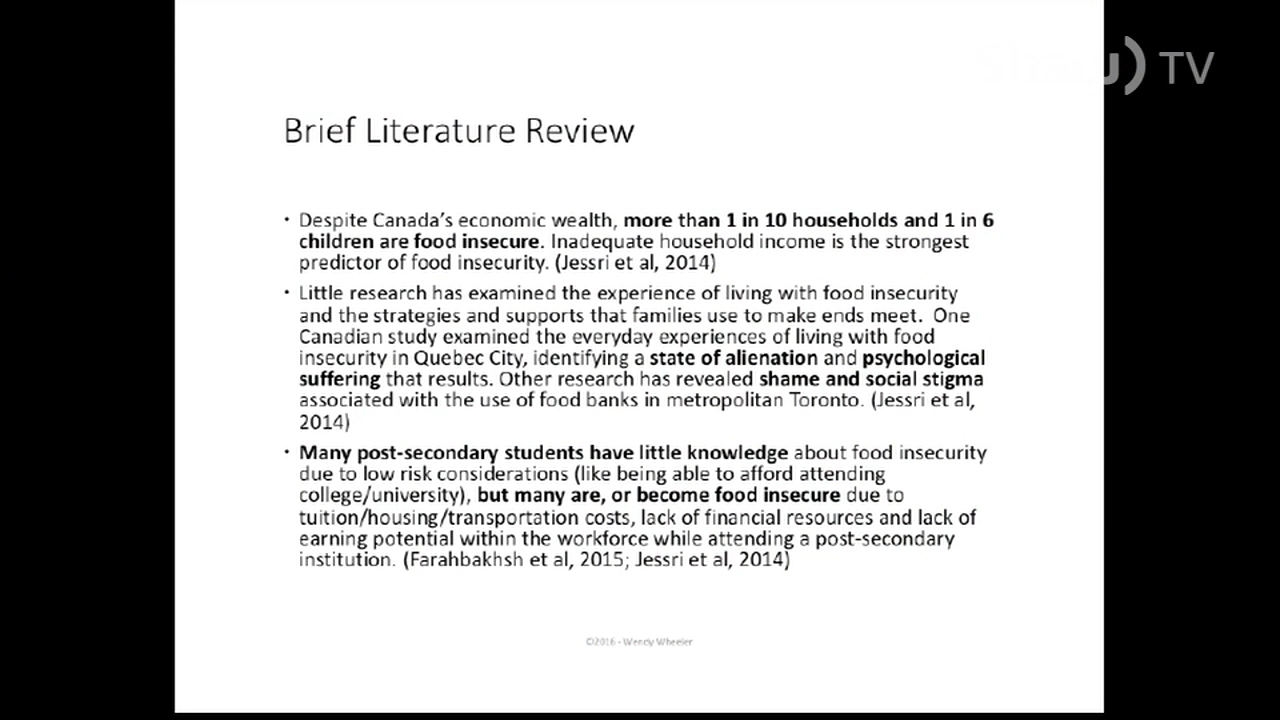 TV
Brief Literature Review
• Despite Canada's economic wealth, more than 1 in 10 households and 1 in 6
children are food insecure. Inadequate household income is the strongest
predictor of food insecurity. (Jessri et al, 2014)
• Little research has examined the experience of living with food insecurity
and the strategies and supports that families use to make ends meet.  One
Canadian study examined the everyday experiences of living with food
insecurity in Quebec City, identifying a state of alienation and psychological
suffering that results. Other research has revealed shame and social stigma
associated with the use of food banks in metropolitan Toronto. (Jessri et al,
2014)
• Many post-secondary students have little knowledge about food insecurity
due to low risk considerations (like being able to afford attending
college/university), but many are, or become food insecure due to
tuition/housing/transportation costs, lack of financial resources and lack of
earning potential within the workforce while attending a post-secondary
institution. (Farahbakhsh et al, 2015; Jessri et al, 2014)
©2016 - Wendy Wheeler